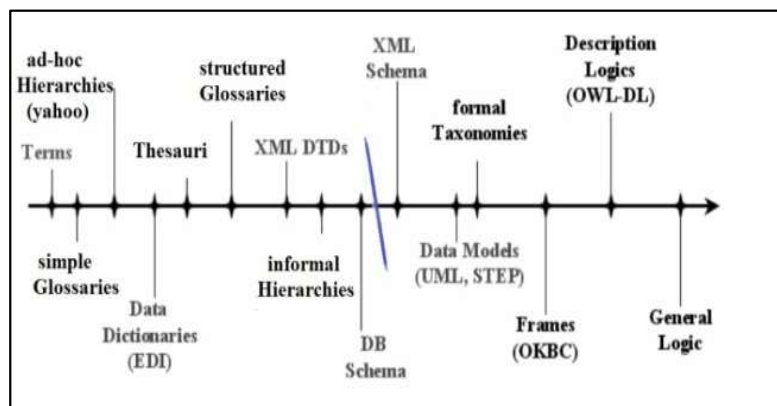 ad-hoc
Hierarchies
(yahoo)
Terms
Thesauri
structured
Glossaries
XML DTDs
XML
Schema
formal
Taxonomies
Description
Logics
(OWL-DL)
simple
Glossaries
Data
Dictionaries
(EDI)
informal
Hierarchies
DB
Schema
Data Models
(UML, STEP)
Frames
(OKBC)
General
Logic